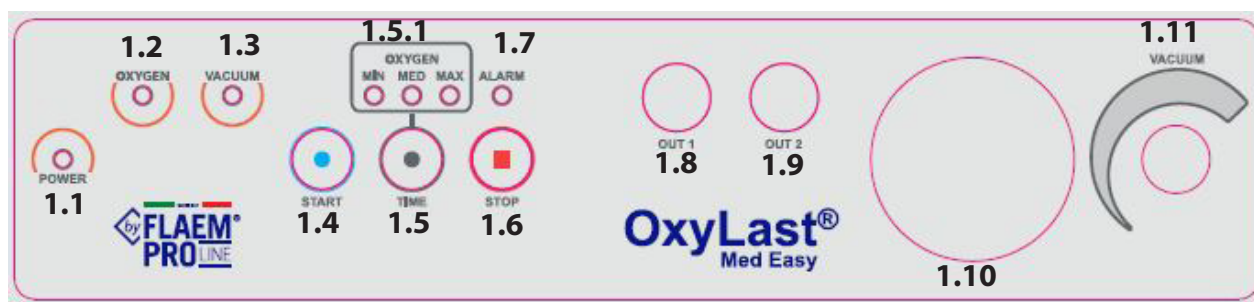 1.2
1.3
1.5.1
1.7
1.11
OXYGEN
VACUUM
OXYGEN
MIN MED MAX
ALARM
VACUUM
POWER
1.1
START
TIME
STOP
1.4
1.5
1.6
OUT 1
OUT 2
1.8
1.9
1.10
by FLAEM®
PROLINE
OxyLast®
Med Easy